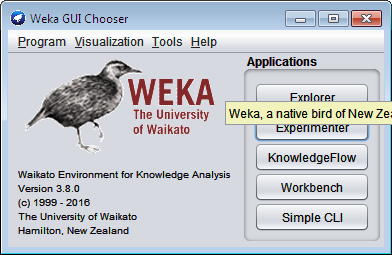 Weka GUI Chooser
Program Visualization Tools Help
Applications
WEKA
The University
of Waikato
Explorer
Weka, a native bird of New Zea
Experimenter
KnowledgeFlow
Workbench
Simple CLI
Waikato Environment for Knowledge Analysis
Version 3.8.0
(c) 1999 - 2016
The University of Waikato
Hamilton, New Zealand